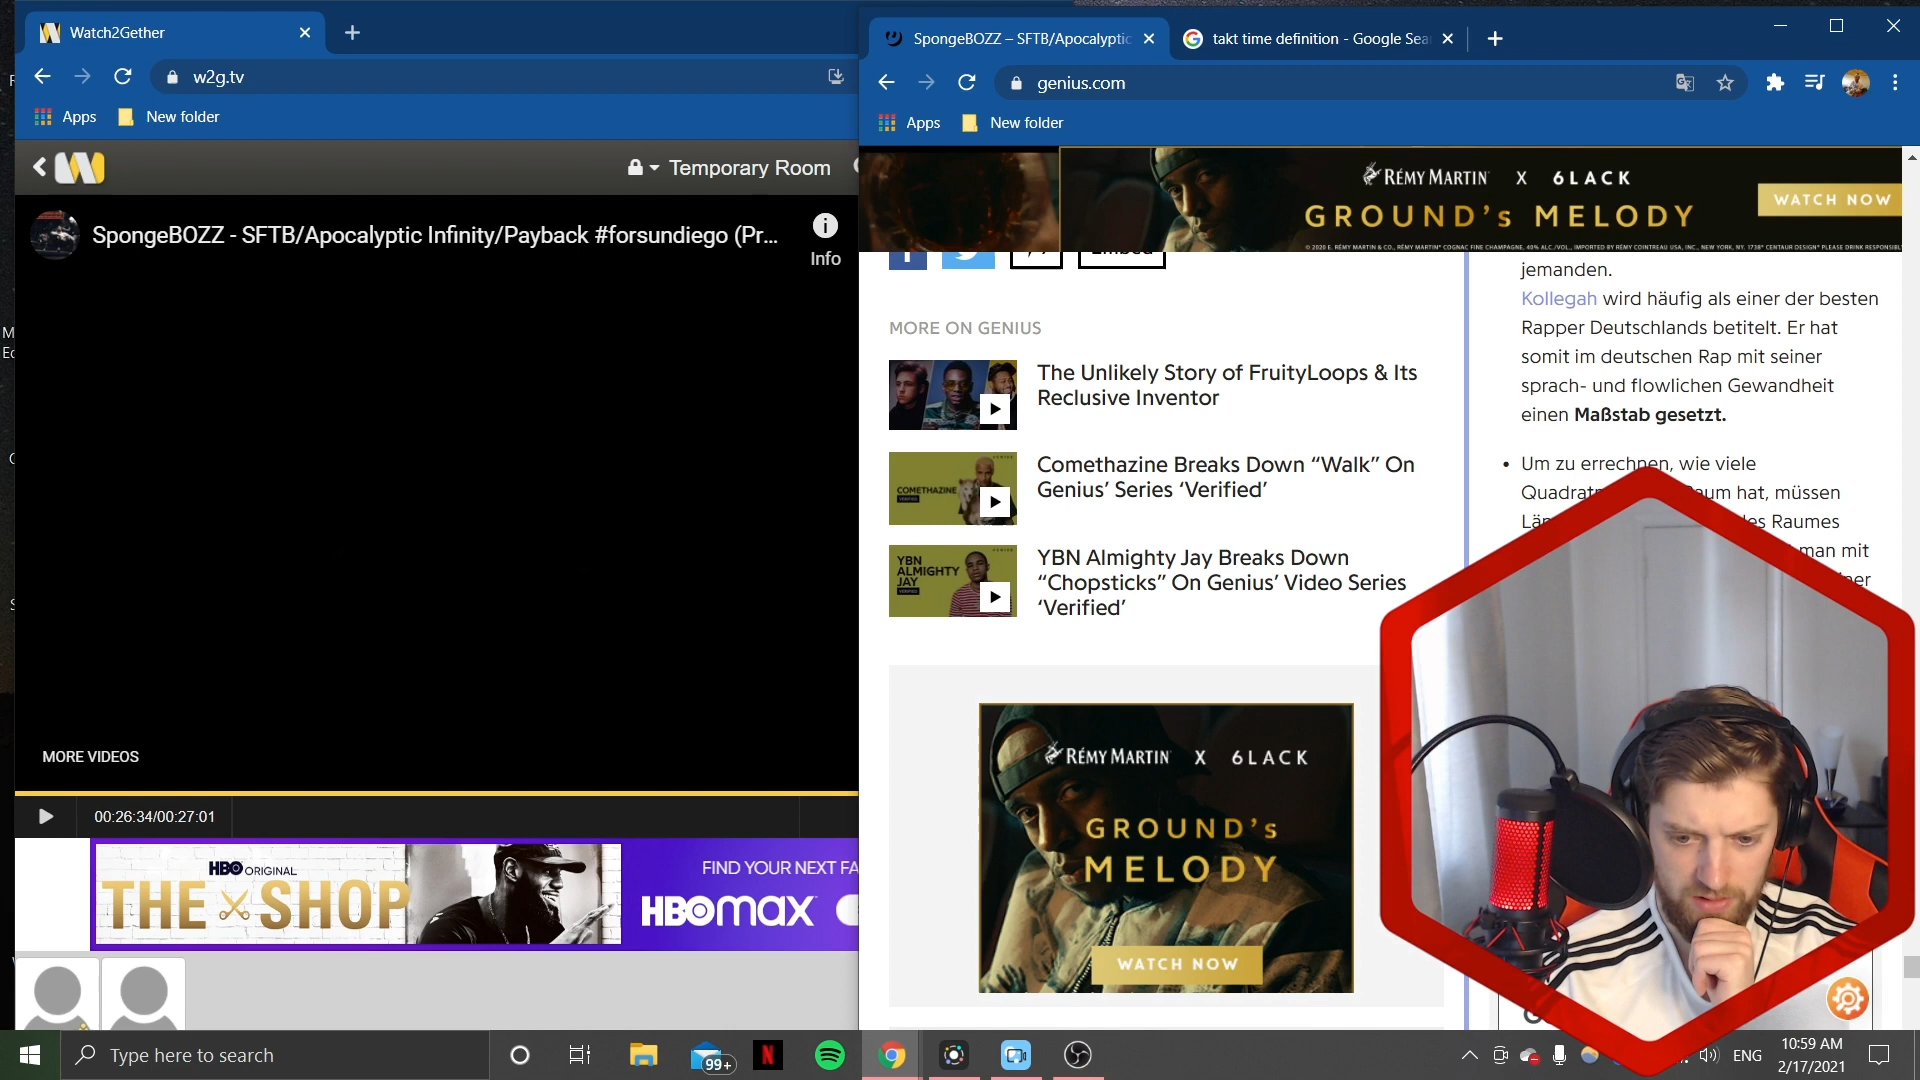 Watch2Gether
w2g.tv
Apps
New folder
Temporary Room
SpongeBOZZ - SFTB/Apocalyptic Infinity/Payback #forsundiego (Pr...
Info
MORE VIDEOS
00:26:34/00:27:01
HBO ORIGINAL
THE SHOP
FIND YOUR NEXT FA
HBOmax
SpongeBOZZ – SFTB/Apocalyptic
takt time definition - Google Sea
genius.com
Apps
New folder
RÉMY MARTIN X 6LACK
GROUND's MELODY
WATCH NOW
MORE ON GENIUS
The Unlikely Story of FruityLoops & Its
Reclusive Inventor
COMETHAZINE
Comethazine Breaks Down “Walk” On
Genius’ Series ‘Verified’
YBN
ALMIGHTY
JAY
YBN Almighty Jay Breaks Down
“Chopsticks” On Genius’ Video Series
‘Verified’
RÉMY MARTIN X 6LACK
GROUND's
MELODY
WATCH NOW
jemanden.
Kollegah wird häufig als einer der besten
Rapper Deutschlands betitelt. Er hat
somit im deutschen Rap mit seiner
sprach- und flowlichen Gewandheit
einen Maßstab gesetzt.
• Um zu errechnen, wie viele
aum hat, müssen
es Raumes
man mit
Type here to search
99+
ENG
10:59 AM
2/17/2021